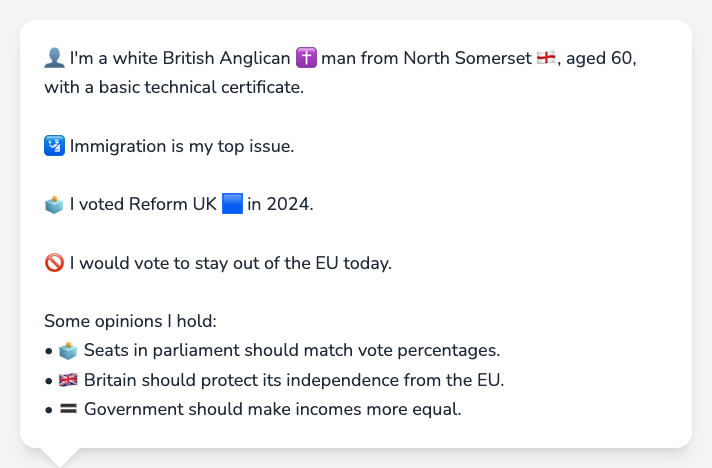 👤 I'm a white British Anglican ✝️ man from North Somerset 🏴󠁧󠁢󠁥󠁮󠁧󠁿, aged 60,
with a basic technical certificate.
🛂 Immigration is my top issue.
🗳️ I voted Reform UK 🟦 in 2024.
🚫 I would vote to stay out of the EU today.
Some opinions I hold:
• 🗳️ Seats in parliament should match vote percentages.
• 🇬🇧 Britain should protect its independence from the EU.
• 🟰 Government should make incomes more equal.